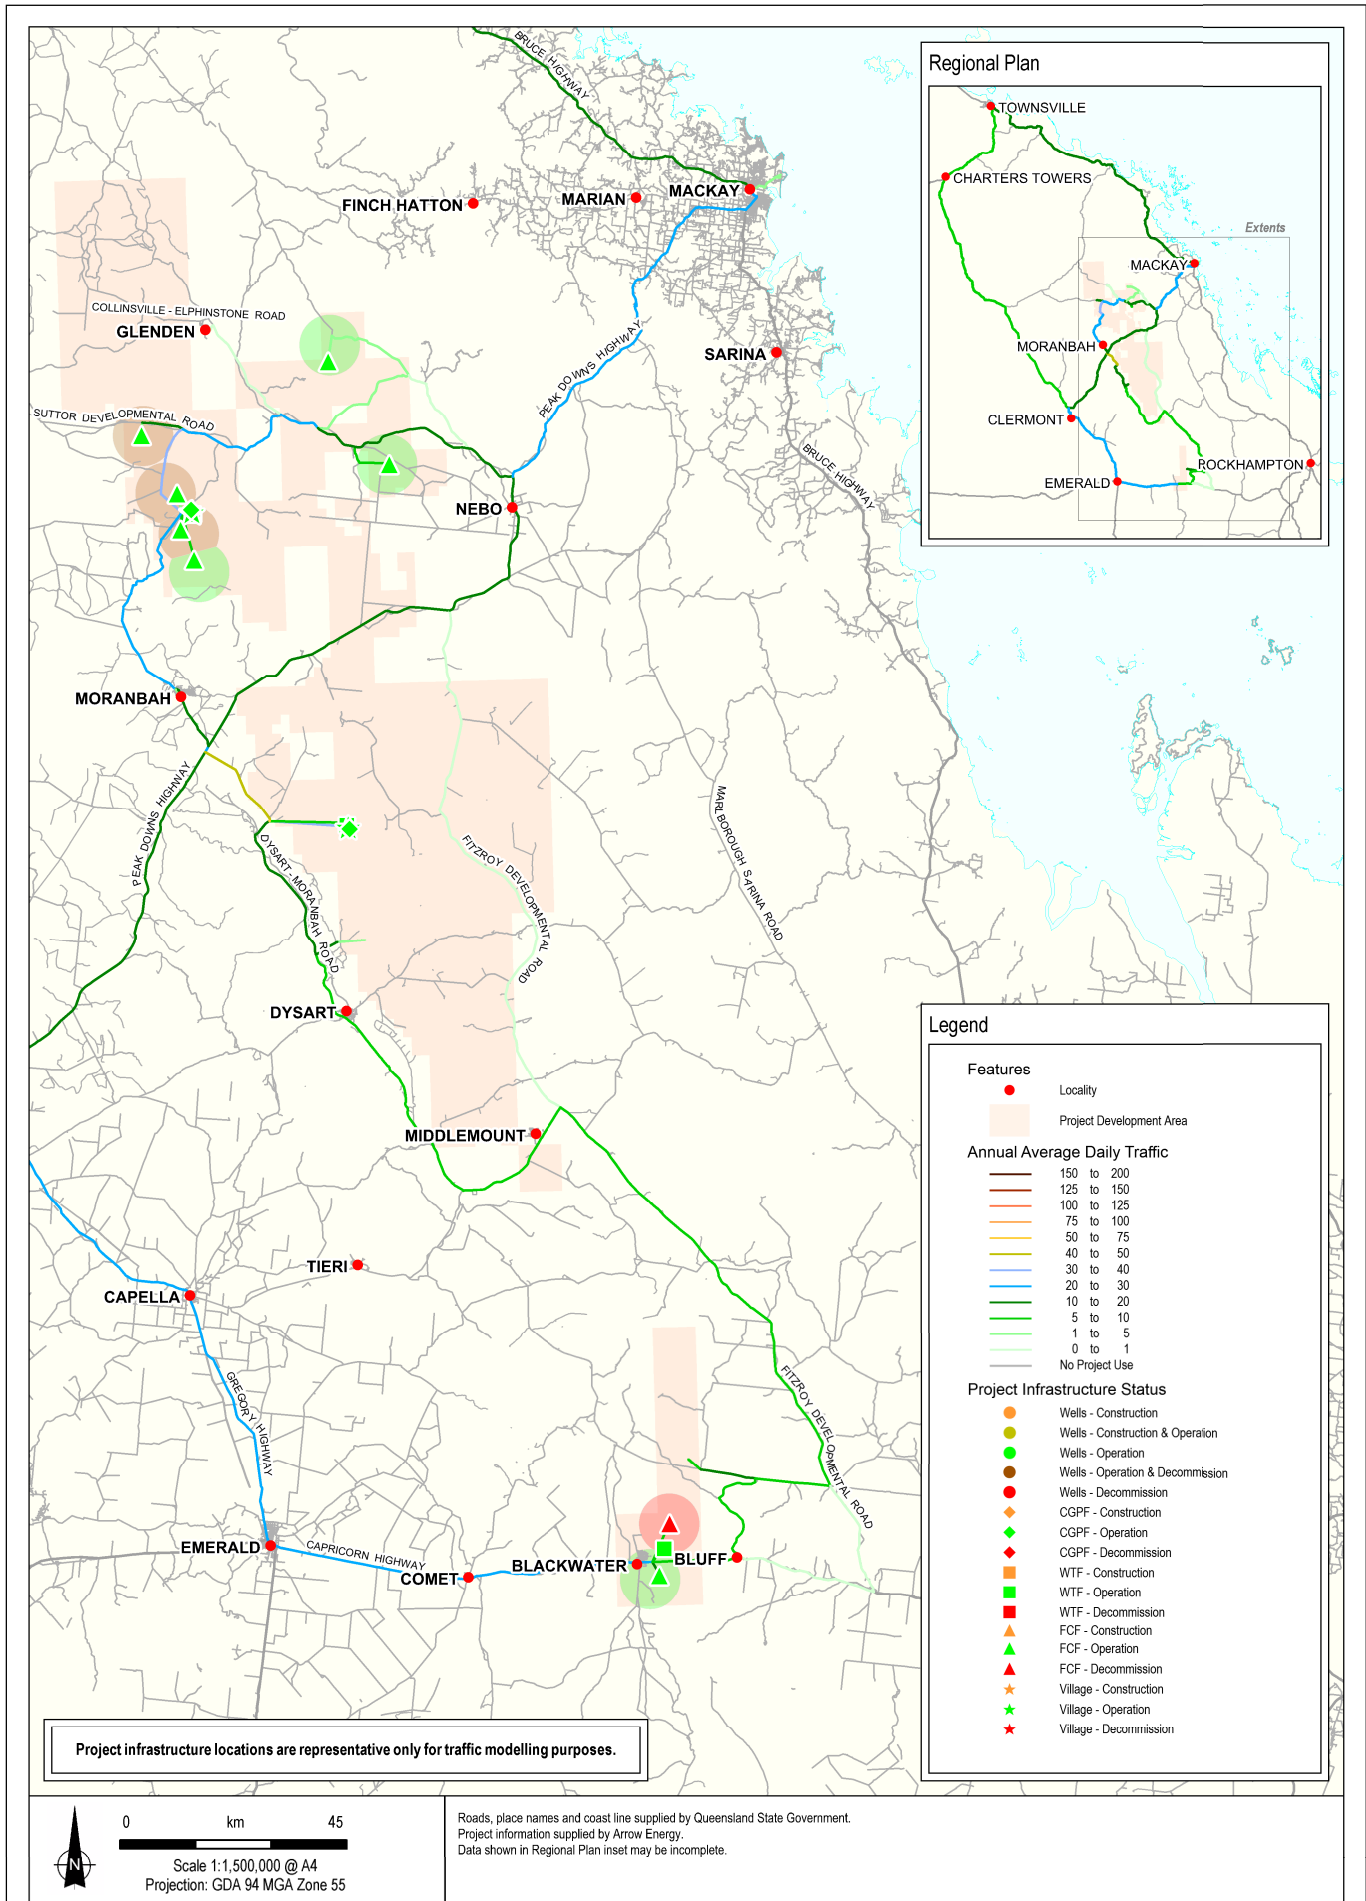 BRUCE HIGHWAY
FINCH HATTON
MARIAN
MACKAY
COLLINSVILLE - ELPHINSTONE ROAD
GLENDEN
PEAK DOWNS HIGHWAY
SARINA
SUTTOR DEVELOPMENTAL ROAD
BRUCE HIGHWAY
NEBO
MORANBAH
PEAK DOWNS HIGHWAY
DYSART-MORANBAH ROAD
FITZROY DEVELOPMENTAL ROAD
MARLBOROUGH SARINA ROAD
DYSART
MIDDLEMOUNT
TIERI
CAPELLA
GREGORY HIGHWAY
FITZROY DEVELOPMENTAL ROAD
EMERALD
CAPRICORN HIGHWAY
COMET
BLACKWATER
BLUFF
Regional Plan
TOWNSVILLE
CHARTERS TOWERS
Extents
MACKAY
MORANBAH
CLERMONT
ROCKHAMPTON
EMERALD
Legend
Features
Locality
Project Development Area
Annual Average Daily Traffic
150 to 200
125 to 150
100 to 125
75 to 100
50 to 75
40 to 50
30 to 40
20 to 30
10 to 20
5 to 10
1 to 5
0 to 1
No Project Use
Project Infrastructure Status
Wells - Construction
Wells - Construction & Operation
Wells - Operation
Wells - Operation & Decommission
Wells - Decommission
CGPF - Construction
CGPF - Operation
CGPF - Decommission
WTF - Construction
WTF - Operation
WTF - Decommission
FCF - Construction
FCF - Operation
FCF - Decommission
Village - Construction
Village - Operation
Village - Decommission
Project infrastructure locations are representative only for traffic modelling purposes.
N
0 km 45
Scale 1:1,500,000 @ A4
Projection: GDA 94 MGA Zone 55
Roads, place names and coast line supplied by Queensland State Government.
Project information supplied by Arrow Energy.
Data shown in Regional Plan inset may be incomplete.